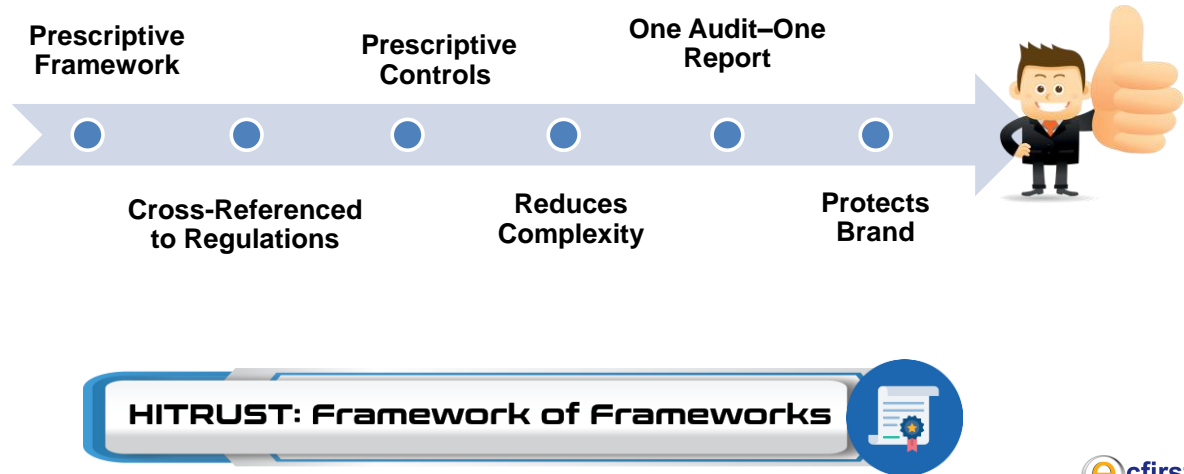 Prescriptive
Framework
Cross-Referenced
to Regulations
Prescriptive
Controls
Reduces
Complexity
One Audit–One
Report
Protects
Brand
HITRUST: Framework of Frameworks